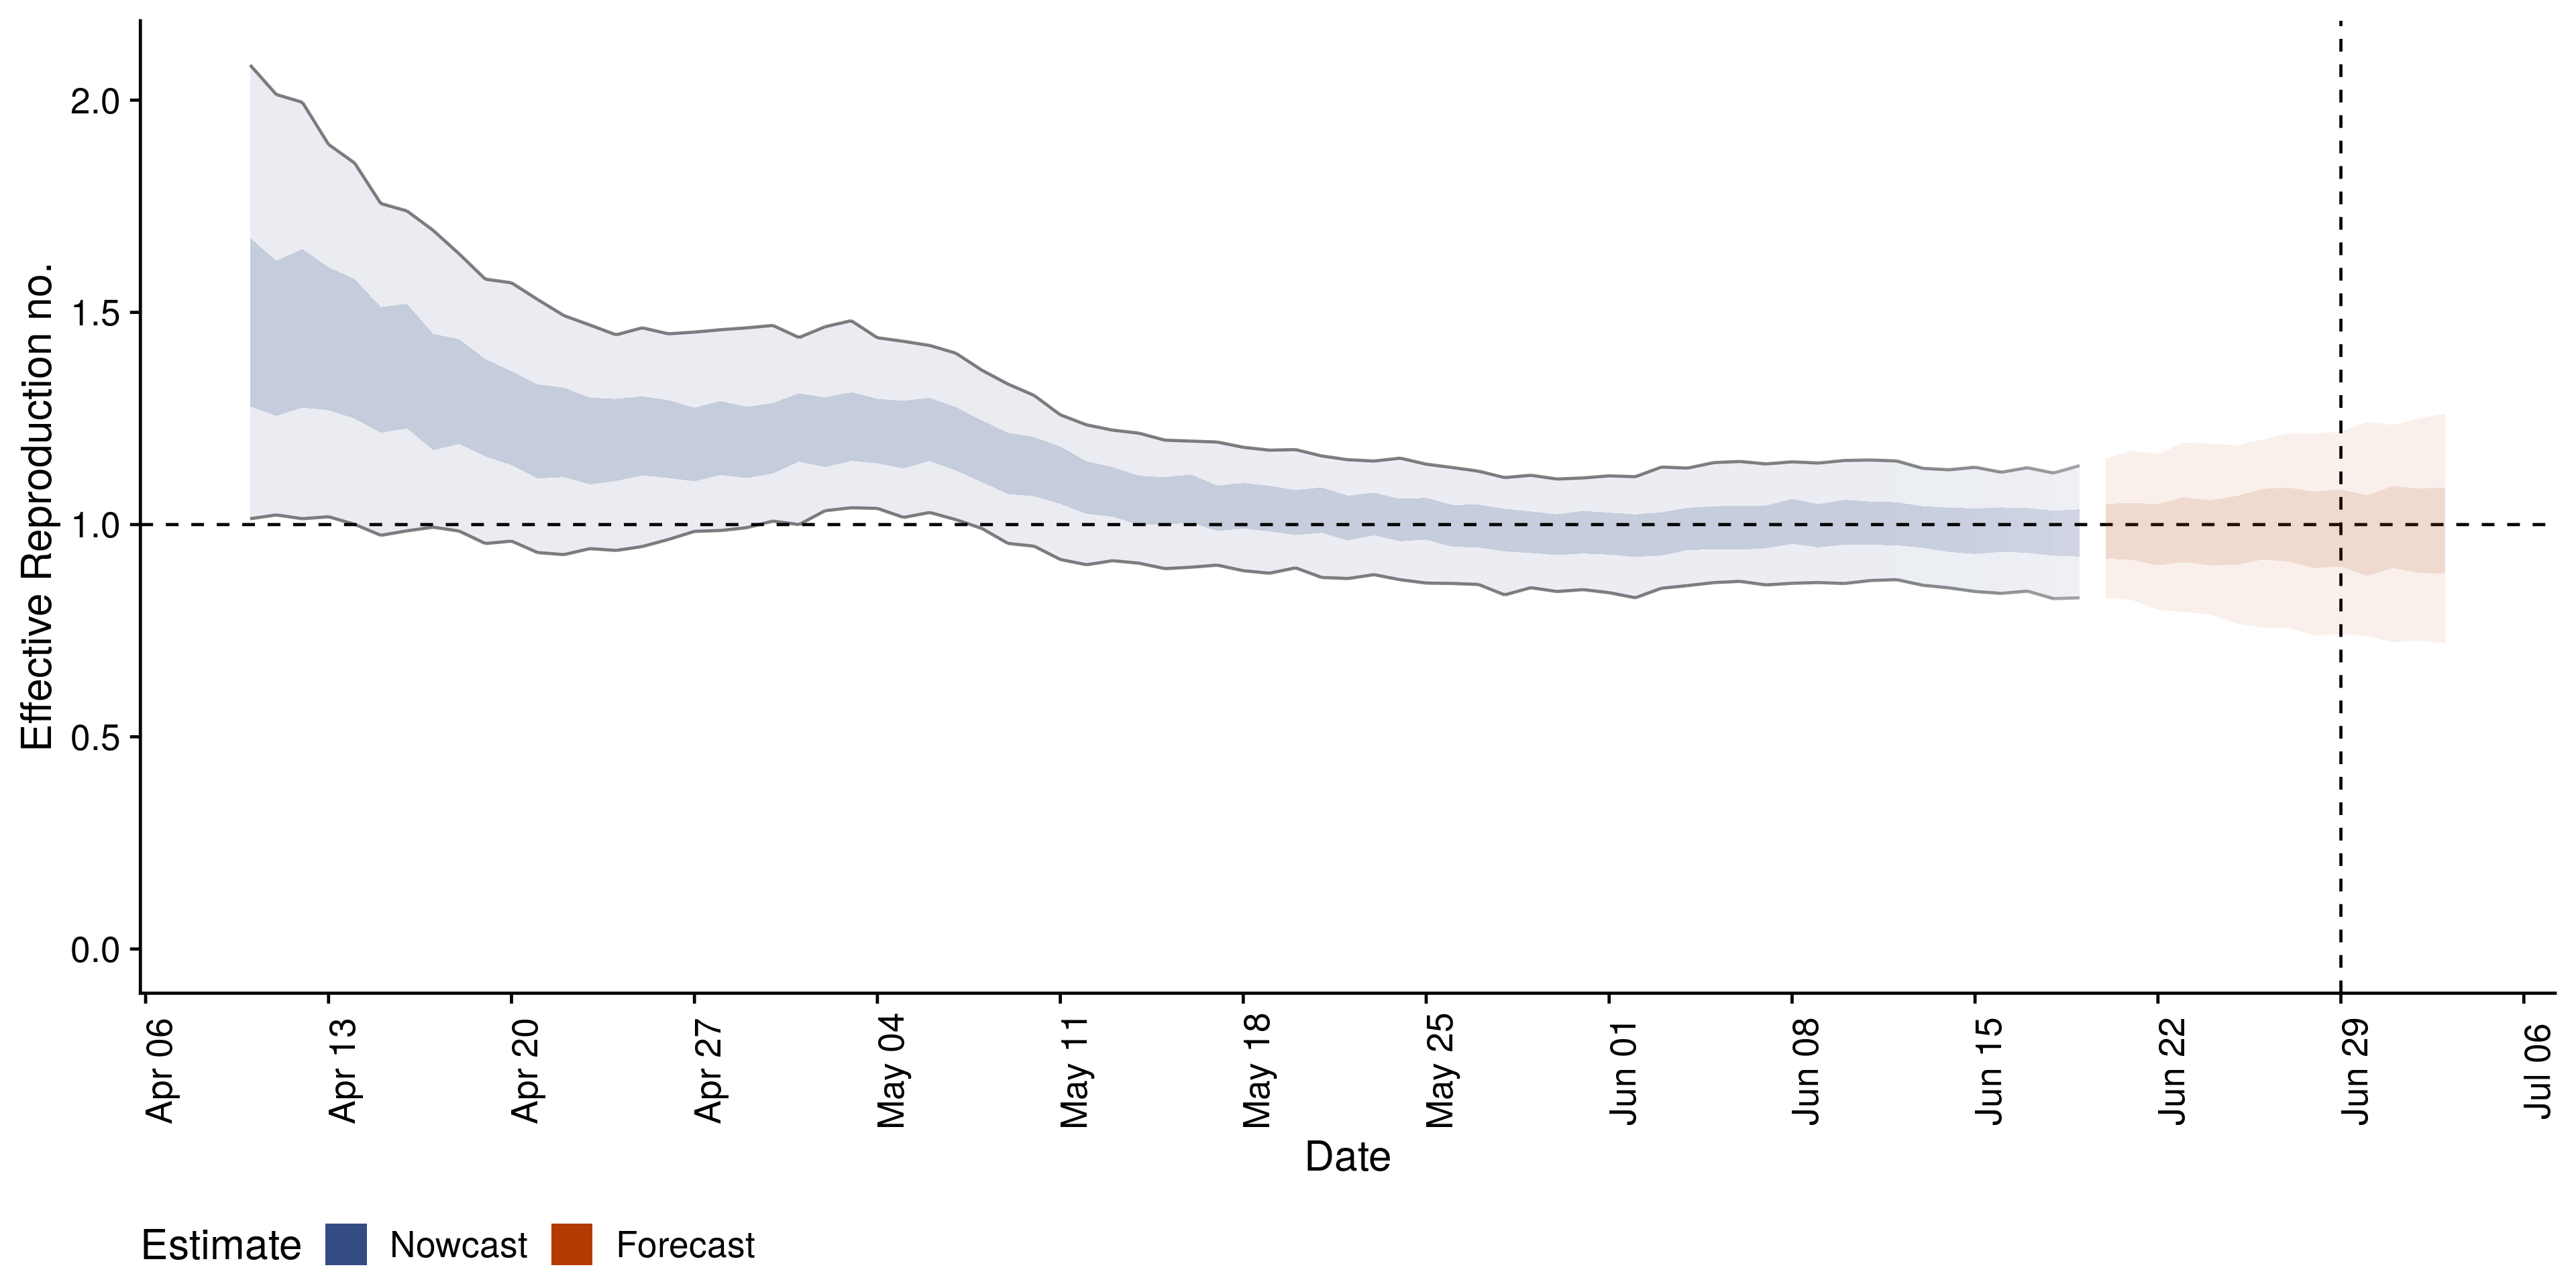 Effective Reproduction no.
2.0
1.5
1.0
0.5
0.0
Apr 06
Apr 13
Apr 20
Apr 27
May 04
May 11
May 18
May 25
Jun 01
Jun 08
Jun 15
Jun 22
Jun 29
Jul 06
Date
Estimate Nowcast Forecast